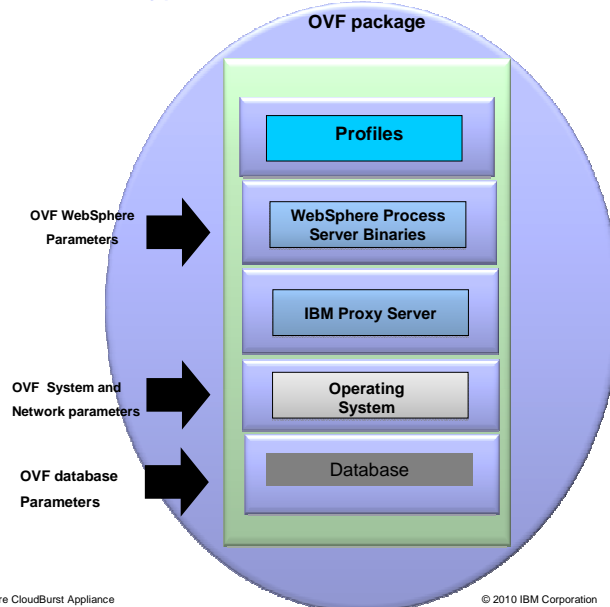 OVF package
Profiles
OVF WebSphere
Parameters
WebSphere Process
Server Binaries
IBM Proxy Server
OVF System and
Network parameters
Operating
System
OVF database
Parameters
Database
re CloudBurst Appliance
© 2010 IBM Corporation